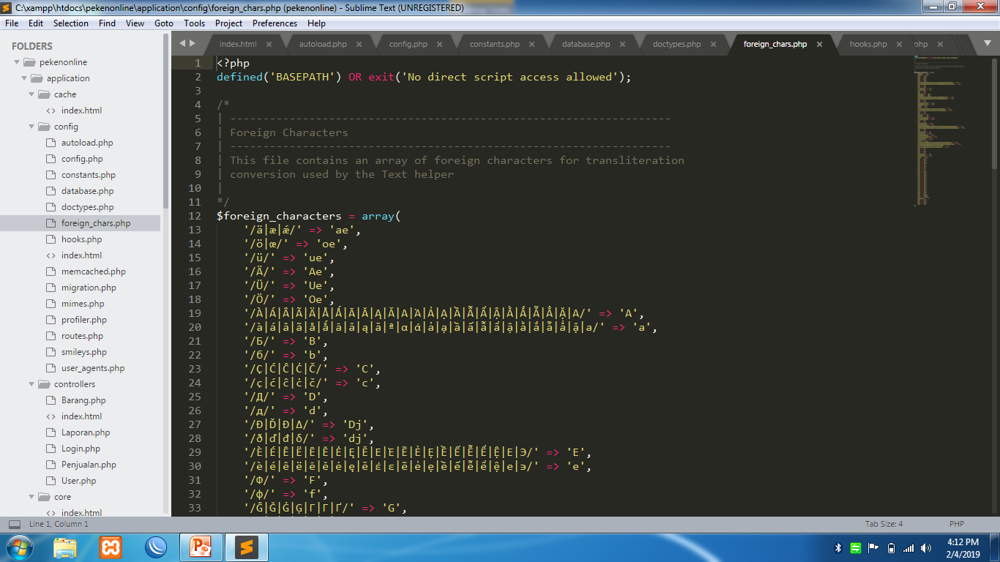 C:\xampp\htdocs\pekenonline\application\config\foreign_chars.php (pekenonline) - Sublime Text (UNREGISTERED)
File Edit Selection Find View Goto Tools Project Preferences Help
FOLDERS
pekenonline
application
cache
index.html
config
autoload.php
config.php
constants.php
database.php
doctypes.php
foreign_chars.php
hooks.php
index.html
memcached.php
migration.php
mimes.php
profiler.php
routes.php
smileys.php
user_agents.php
controllers
Barang.php
index.html
Laporan.php
Login.php
Penjualan.php
User.php
core
index.html
index.html autoload.php config.php constants.php database.php doctypes.php foreign_chars.php hooks.php php
1 <?php
2 defined('BASEPATH') OR exit('No direct script access allowed');
3
4 /*
5 | -------------------------------------------------------------------
6 | Foreign Characters
7 | -------------------------------------------------------------------
8 | This file contains an array of foreign characters for transliteration
9 | conversion used by the Text helper
10 |
11 */
12 $foreign_characters = array(
13 '/ä|æ|ǽ/' => 'ae',
14 '/ö|œ/' => 'oe',
15 '/ü/' => 'ue',
16 '/Ä/' => 'Ae',
17 '/Ü/' => 'Ue',
18 '/Ö/' => 'Oe',
19 '/À|Á|Â|Ã|Ä|Å|Ǻ|Ā|Ă|Ą|Ǎ|Α|Ά|Ả|Ạ|Ầ|Ẫ|Ẩ|Ậ|Ằ|Ắ|Ẵ|Ẳ|Ặ|А/' => 'A',
20 '/à|á|â|ã|å|ǻ|ā|ă|ą|ǎ|ª|α|ά|ả|ạ|ầ|ấ|ẫ|ẩ|ậ|ằ|ắ|ẵ|ẳ|ặ|а/' => 'a',
21 '/Б/' => 'B',
22 '/б/' => 'b',
23 '/Ç|Ć|Ĉ|Ċ|Č/' => 'C',
24 '/ç|ć|ĉ|ċ|č/' => 'c',
25 '/Д/' => 'D',
26 '/д/' => 'd',
27 '/Ð|Ď|Đ|Δ/' => 'Dj',
28 '/ð|ď|đ|δ/' => 'dj',
29 '/È|É|Ê|Ë|Ē|Ĕ|Ė|Ę|Ě|Ε|Έ|Ẽ|Ẻ|Ẹ|Ề|Ế|Ễ|Ể|Ệ|Е|Э/' => 'E',
30 '/è|é|ê|ë|ē|ĕ|ė|ę|ě|έ|ε|ẽ|ẻ|ẹ|ề|ế|ễ|ể|ệ|е|э/' => 'e',
31 '/Ф/' => 'F',
32 '/ф/' => 'f',
33 '/Ĝ|Ğ|Ġ|Ģ|Γ|Г|Ґ/' => 'G',
Line 1, Column 1 Tab Size: 4 PHP
4:12 PM
2/4/2019